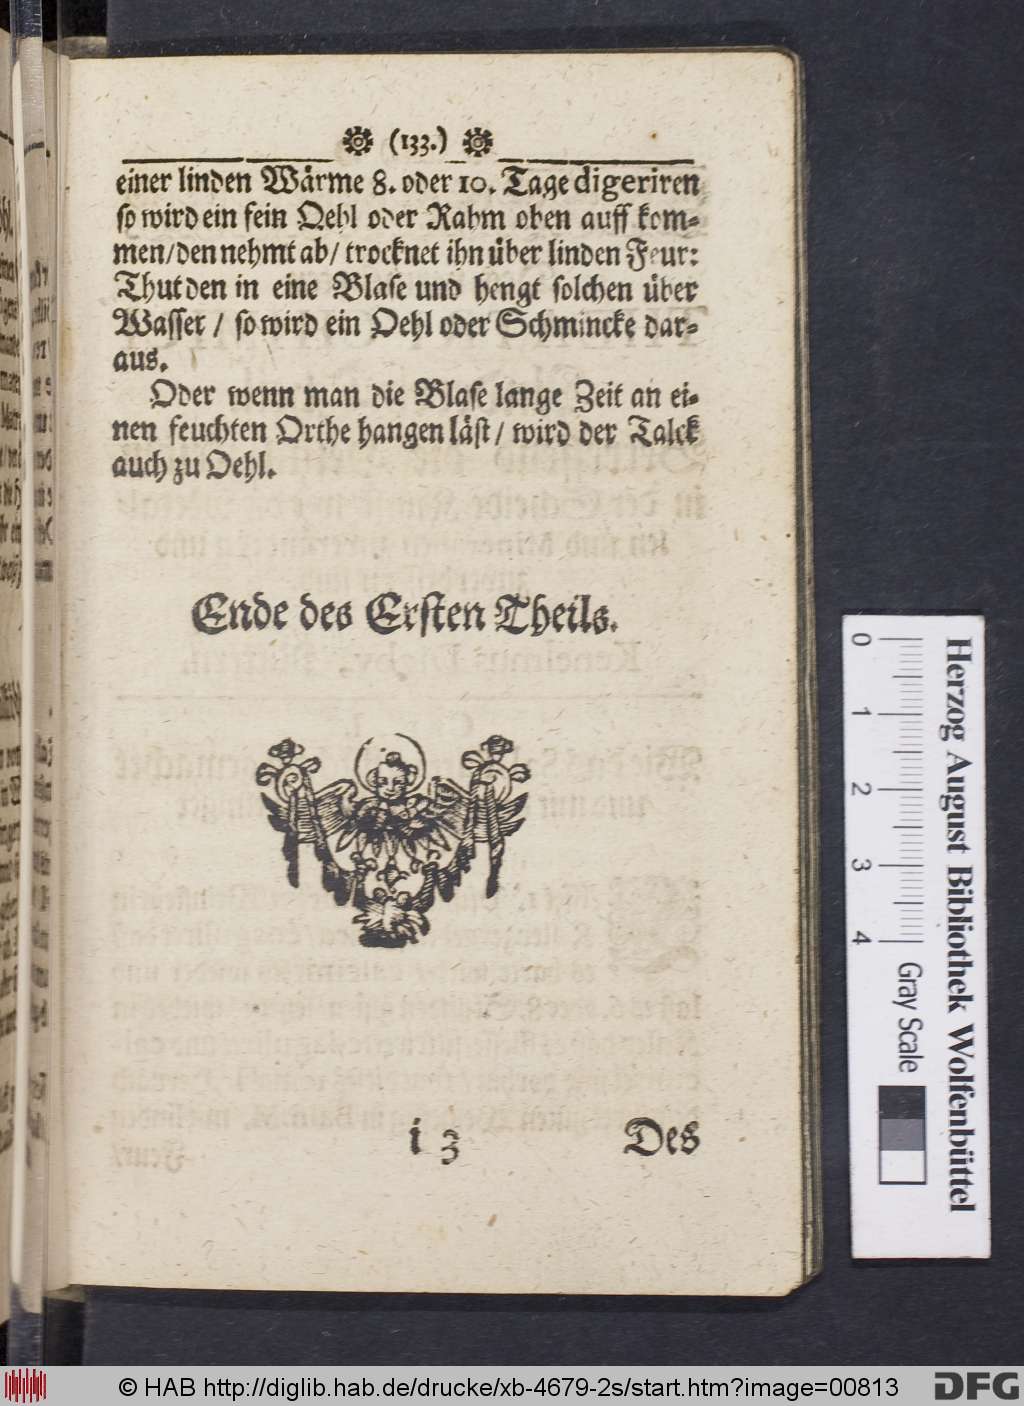 (133.)
einer linden Wärme 8. oder 10. Tage digeriren
so wird ein fein Oehl oder Rahm oben auff kom-
men/ den nehmt ab/ trocknet ihn über linden Feur:
Thut den in eine Blase und hengt solchen über
Wasser / so wird ein Oehl oder Schmincke dar-
aus.
Oder wenn man die Blase lange Zeit an ei-
nen feuchten Orthe hangen läst / wird der Talck
auch zu Oehl.
Ende des Ersten Theils.
i 3 Des
0 1 2 3 4
Gray Scale
Herzog August Bibliothek Wolfenbüttel
© HAB http://diglib.hab.de/drucke/xb-4679-2s/start.htm?image=00813
DFG